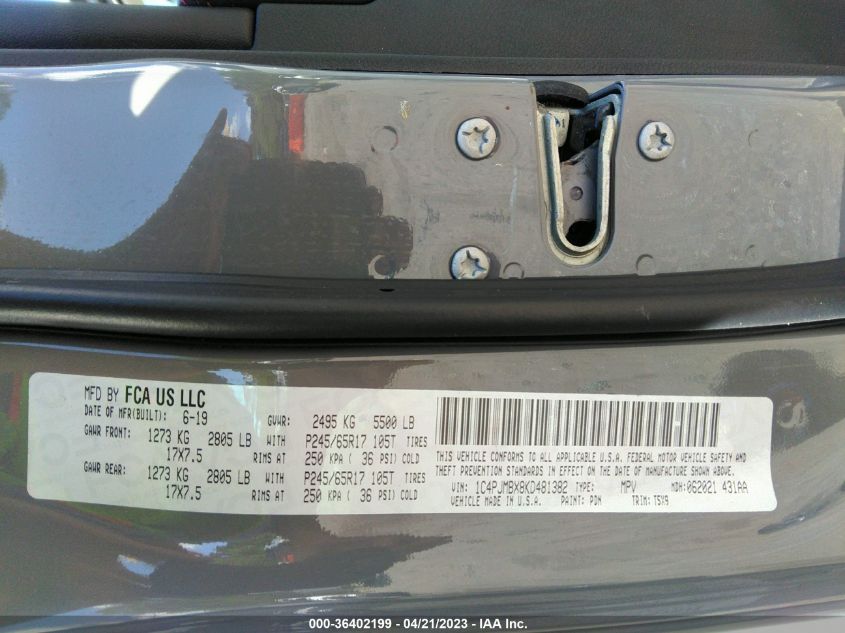 MFD BY FCA US LLC
DATE OF MFR(BUILT): 6-19 GVWR: 2495 KG 5500 LB
GAWR FRONT: 1273 KG 2805 LB WITH P245/65R17 105T TIRES
17X7.5 RIMS AT 250 KPA ( 36 PSI) COLD
GAWR REAR: 1273 KG 2805 LB WITH P245/65R17 105T TIRES
17X7.5 RIMS AT 250 KPA ( 36 PSI) COLD
THIS VEHICLE CONFORMS TO ALL APPLICABLE U.S.A. FEDERAL MOTOR VEHICLE SAFETY AND
THEFT PREVENTION STANDARDS IN EFFECT ON THE DATE OF MANUFACTURE SHOWN ABOVE.
VIN: 1C4PJMBX8KD481382 TYPE: MPV MDH: 062021 431AA
VEHICLE MADE IN U.S.A. PAINT: PDN TRIM: TSY9
000-36402199 - 04/21/2023 - IAA Inc.